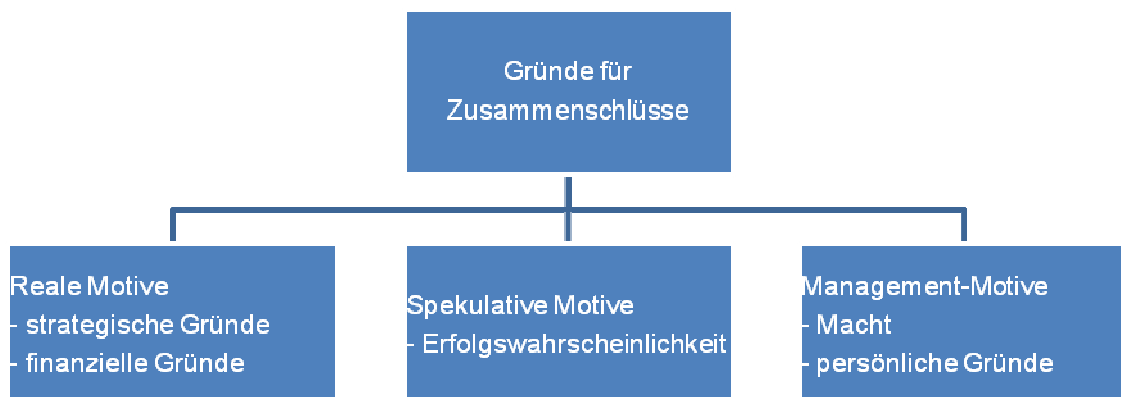 Gründe für
Zusammenschlüsse
Reale Motive
- strategische Gründe
- finanzielle Gründe
Spekulative Motive
- Erfolgswahrscheinlichkeit
Management-Motive
- Macht
- persönliche Gründe